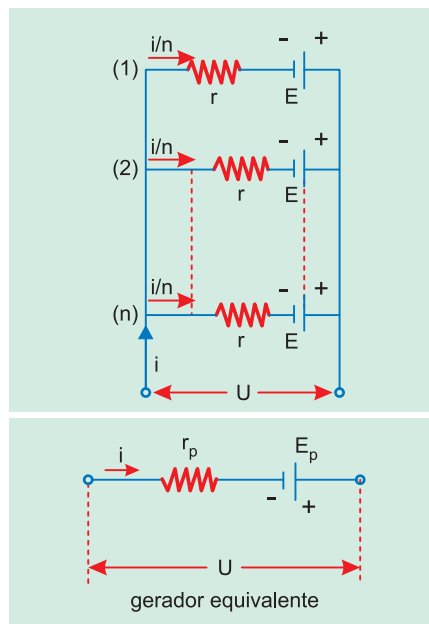 i/n - +
(1)
r E
i/n - +
(2)
r E
i/n - +
(n)
r E
i U
i rp Ep
- +
U
gerador equivalente